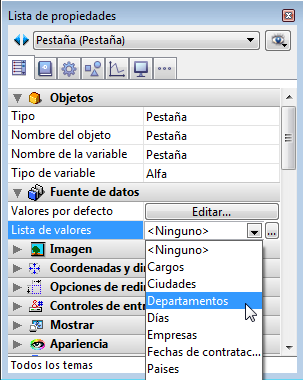 Lista de propiedades
Pestaña (Pestaña)
Objetos
Tipo Pestaña
Nombre del objeto Pestaña
Nombre de la variable Pestaña
Tipo de variable Alfa
Fuente de datos
Valores por defecto Editar...
Lista de valores <Ninguno> ...
<Ninguno>
Imagen
Cargos
Coordenadas y di
Ciudades
Opciones de redi
Departamentos
Controles de ent
Días
Mostrar
Empresas
Apariencia
Fechas de contratac...
Todos los temas
Paises